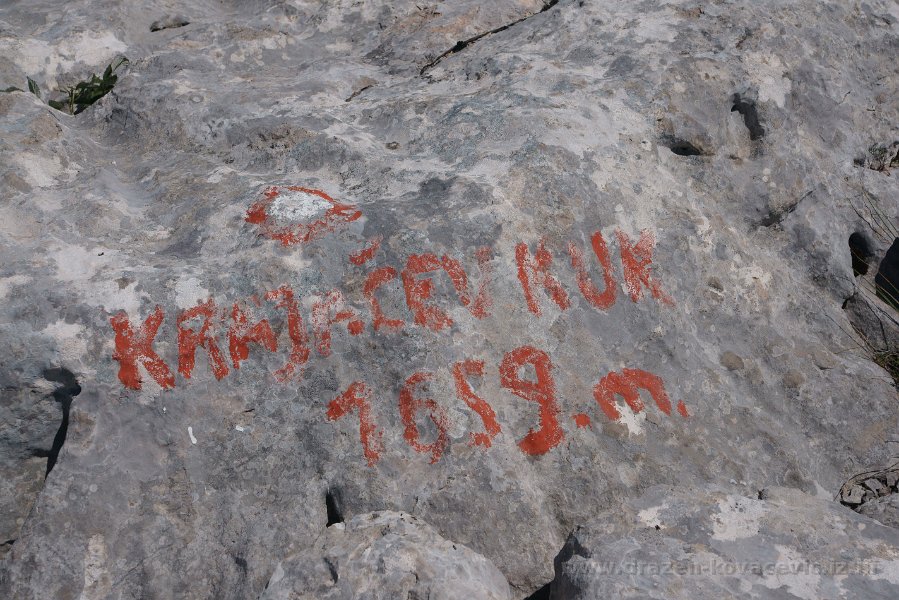 KRAJAČEV KUK
1659.m.
www.drazen-kovacevic.iz.hr